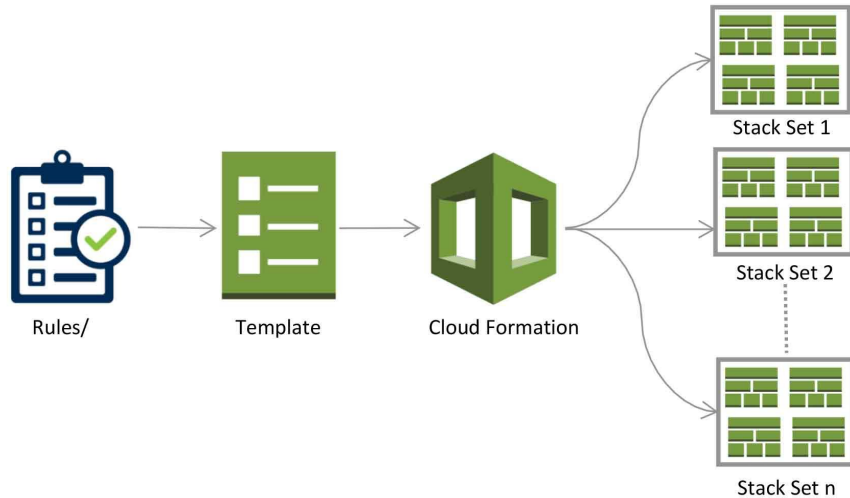 Stack Set 1
Rules/
Template
Cloud Formation
Stack Set 2
Stack Set n